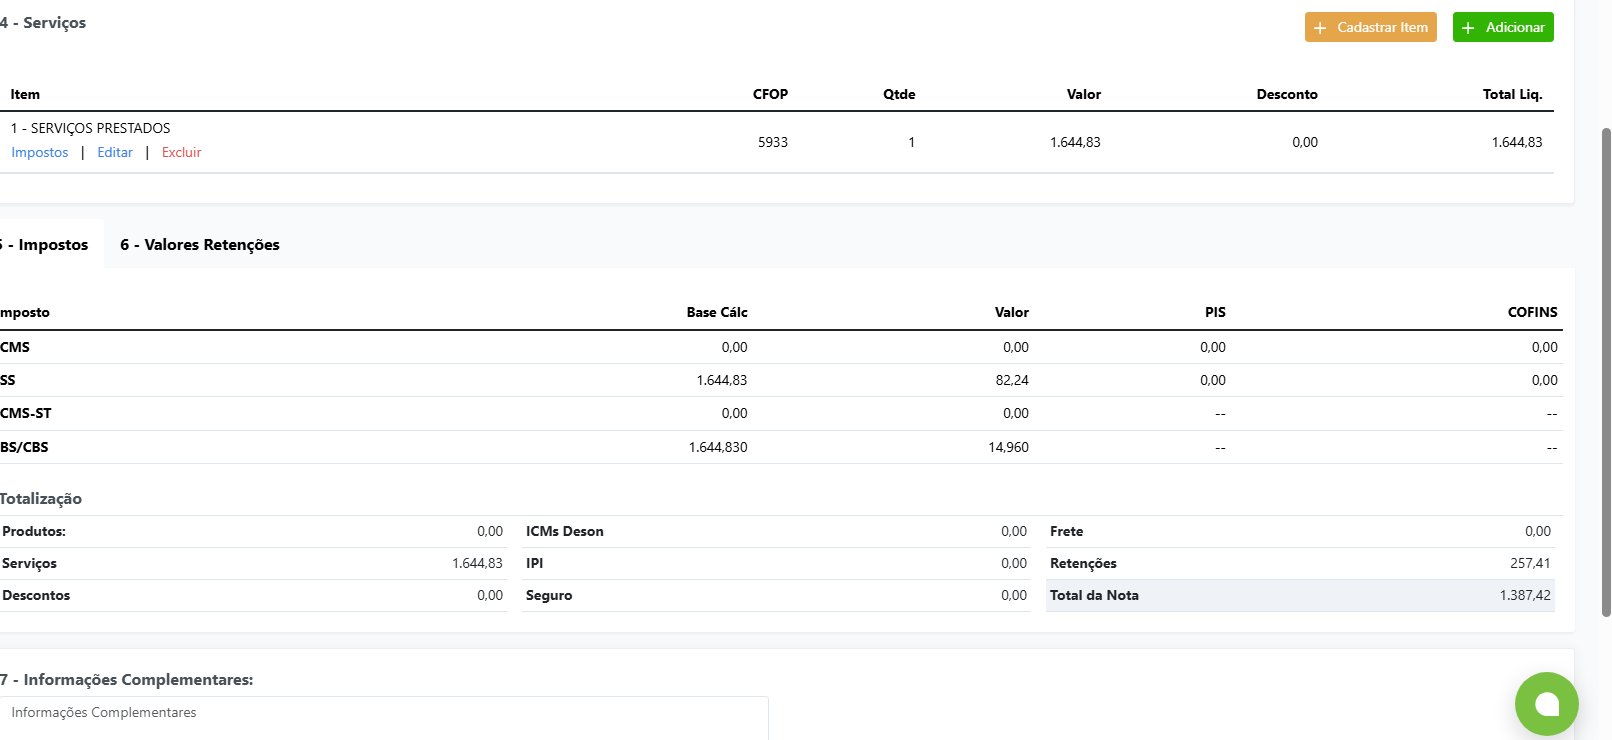 4 - Serviços
+ Cadastrar Item
+ Adicionar
Item CFOP Qtde Valor Desconto Total Liq.
1 - SERVIÇOS PRESTADOS
5933 1 1.644,83 0,00 1.644,83
Impostos | Editar | Excluir
5 - Impostos 6 - Valores Retenções
mposto Base Cálc Valor PIS COFINS
CMS 0,00 0,00 0,00 0,00
SS 1.644,83 82,24 0,00 0,00
CMS-ST 0,00 0,00 -- --
BS/CBS 1.644,830 14,960 -- --
Totalização
Produtos: 0,00 ICMs Deson 0,00 Frete 0,00
Serviços 1.644,83 IPI 0,00 Retenções 257,41
Descontos 0,00 Seguro 0,00 Total da Nota 1.387,42
7 - Informações Complementares:
Informações Complementares